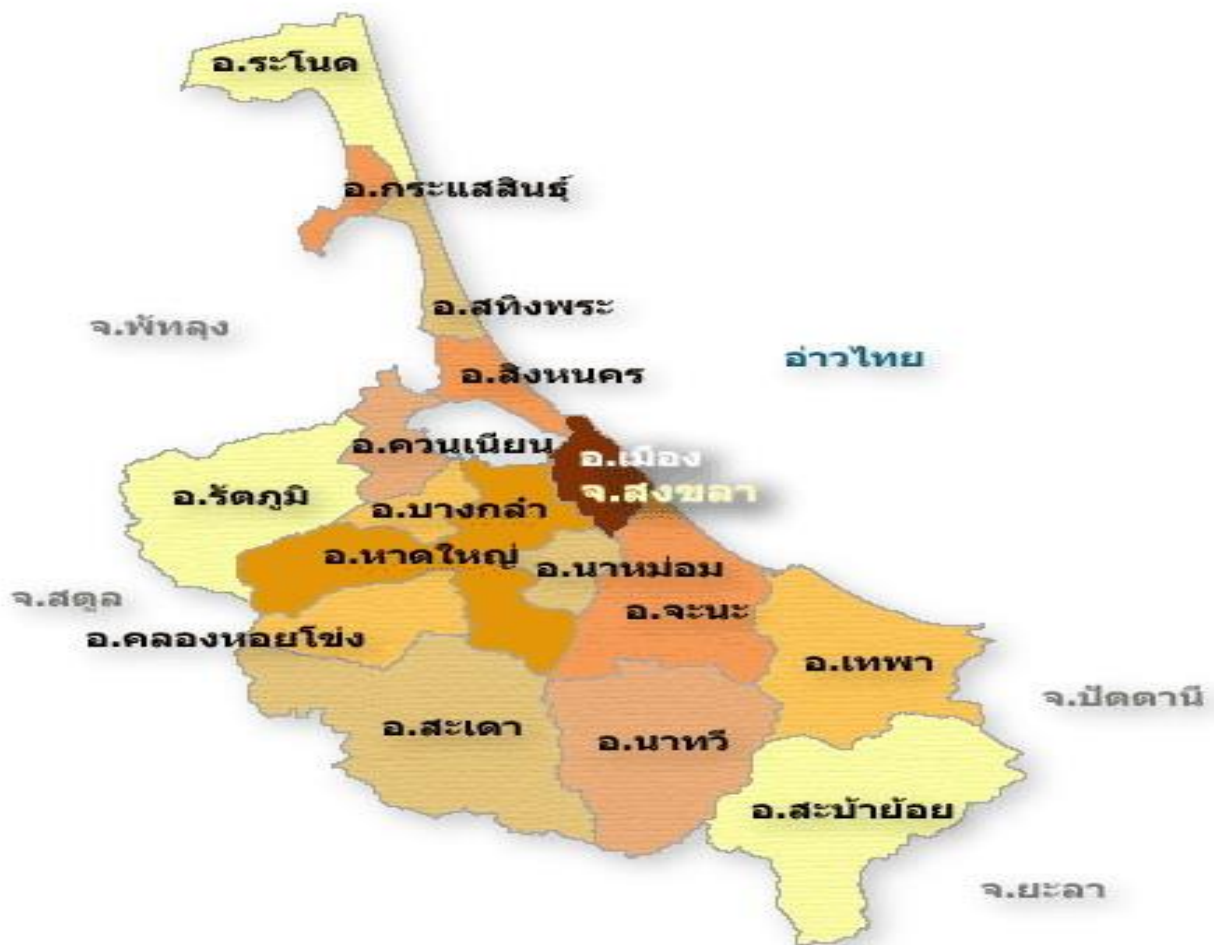 อ.ระโนด
อ.กระแสสินธุ์
อ.สทิงพระ
จ.พัทลุง
อ่าวไทย
อ.สิงหนคร
อ.ควนเนียน
อ.เมือง
จ.สงขลา
อ.รัตภูมิ
อ.บางกล่ำ
อ.หาดใหญ่
อ.นาหม่อม
จ.สตูล
อ.จะนะ
อ.คลองหอยโข่ง
อ.เทพา
จ.ปัตตานี
อ.สะเดา
อ.นาทวี
อ.สะบ้าย้อย
จ.ยะลา